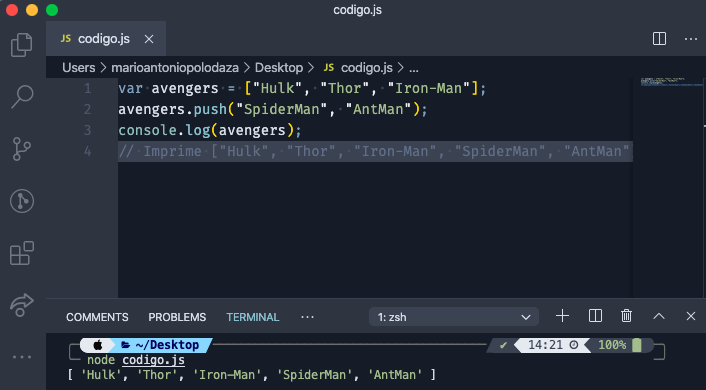 codigo.js
JS codigo.js
Users > marioantoniopolodaza > Desktop > JS codigo.js > ...
1 var avengers = ["Hulk", "Thor", "Iron-Man"];
2 avengers.push("SpiderMan", "AntMan");
3 console.log(avengers);
4 // Imprime ["Hulk", "Thor", "Iron-Man", "SpiderMan", "AntMan"
COMMENTS PROBLEMS TERMINAL ... 1: zsh
~/Desktop 14:21 100%
node codigo.js
[ 'Hulk', 'Thor', 'Iron-Man', 'SpiderMan', 'AntMan' ]